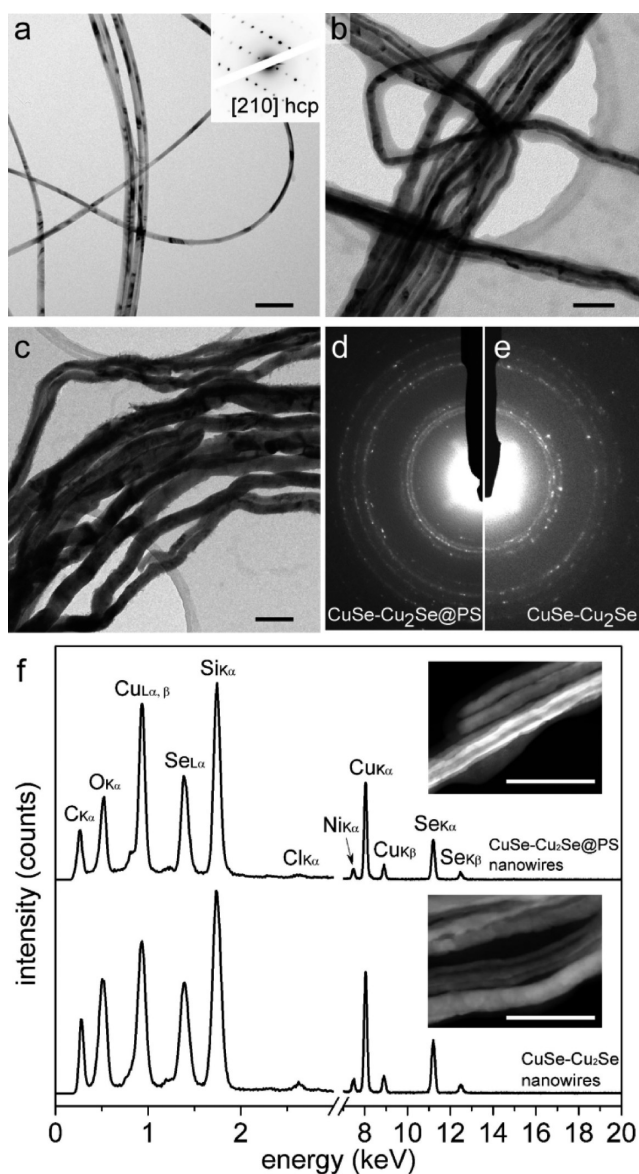 a
[210] hcp
b
c
d
e
CuSe-Cu₂Se@PS
CuSe-Cu₂Se
f
intensity (counts)
CKα
OKα
CuLα, β
SeLα
SiKα
ClKα
NiKα
CuKα
CuKβ
SeKα
SeKβ
CuSe-Cu₂Se@PS
nanowires
CuSe-Cu₂Se
nanowires
0 1 2 8 10 12 14 16 18 20
energy (keV)